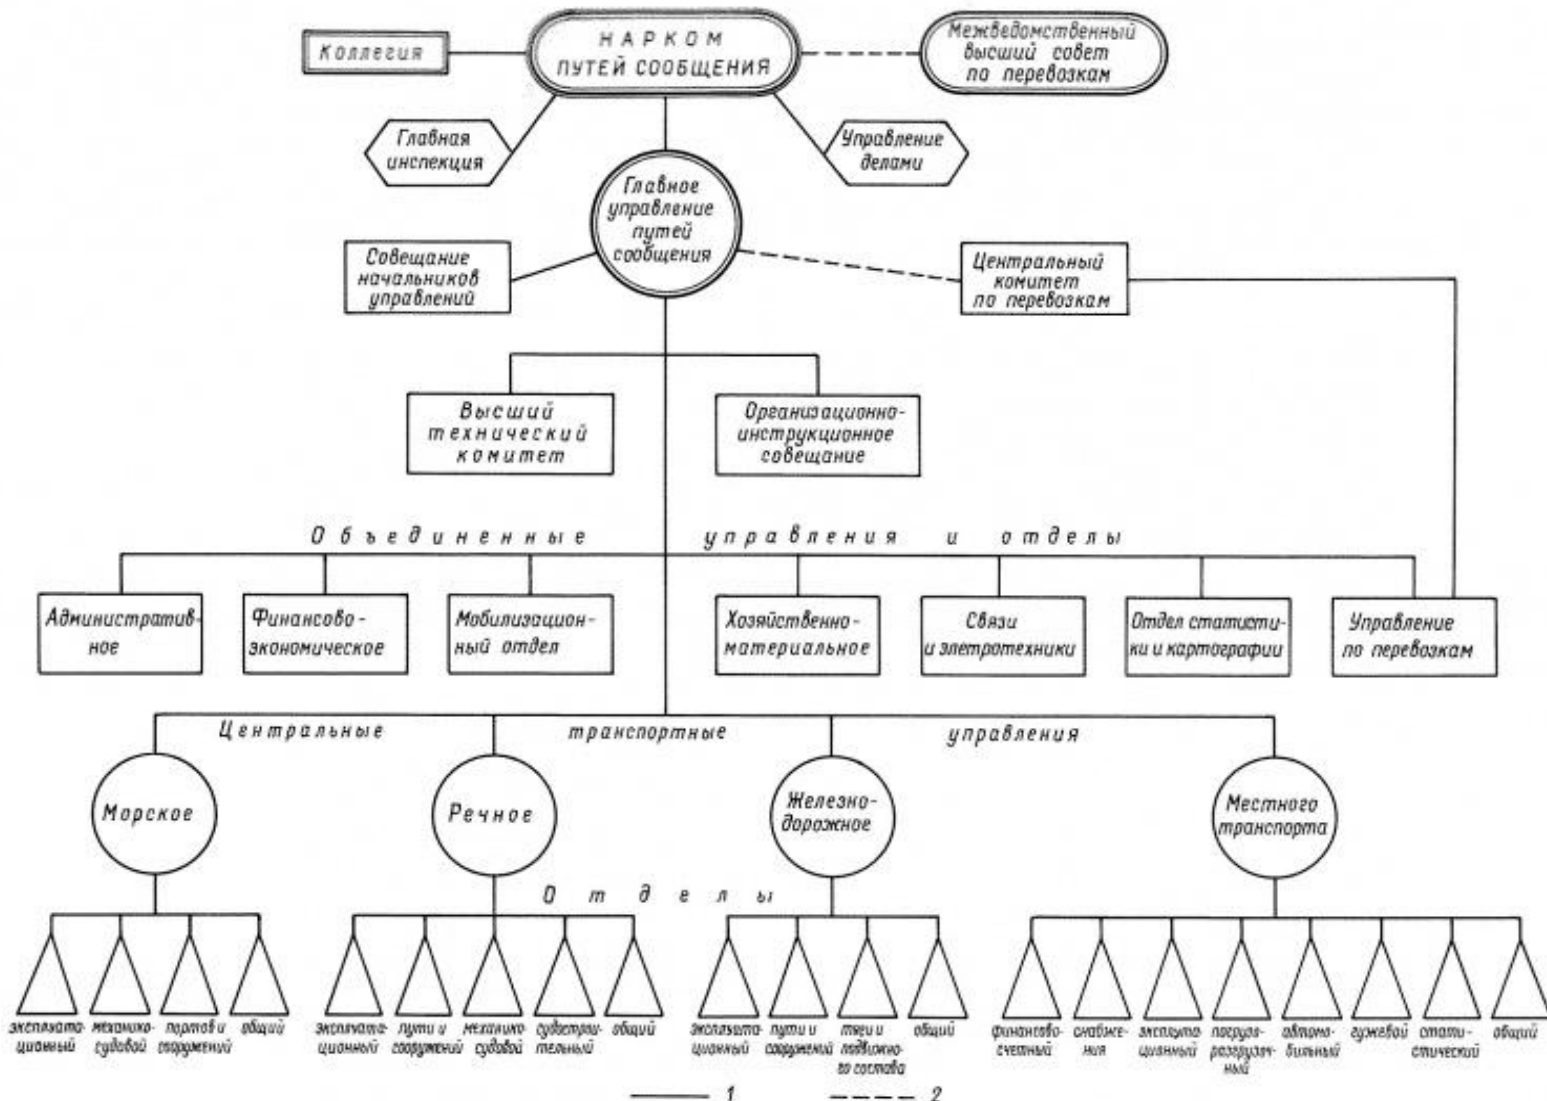 Коллегия
НАРКОМ
ПУТЕЙ СООБЩЕНИЯ
Межведомственный
высший совет
по перевозкам
Главная
инспекция
Управление
делами
Главное
управление
путей
сообщения
Совещание
начальников
управлений
Центральный
комитет
по перевозкам
Высший
технический
комитет
Организационно-
инструкционное
совещание
Объединенные управления и отделы
Административ-
ное
Финансово-
экономическое
Мобилизацион-
ный отдел
Хозяйственно-
материальное
Связи
и элетротехники
Отдел статисти-
ки и картографии
Управление
по перевозкам
Центральные транспортные управления
Морское
Речное
Железно-
дорожное
Местного
транспорта
Отделы
эксплуата-
ционный
механико-
судовой
портов и
сооружений
общий
эксплуата-
ционный
пути и
сооружений
механико-
судовой
судострои-
тельный
общий
эксплуата-
ционный
пути и
сооружений
тяги и
подвижно-
го состава
общий
финансово-
счетный
снабже-
ния
эксплута-
ционный
погрузо-
разгрузоч-
ный
автомо-
бильный
гужевой
стати-
стический
общий
1
2